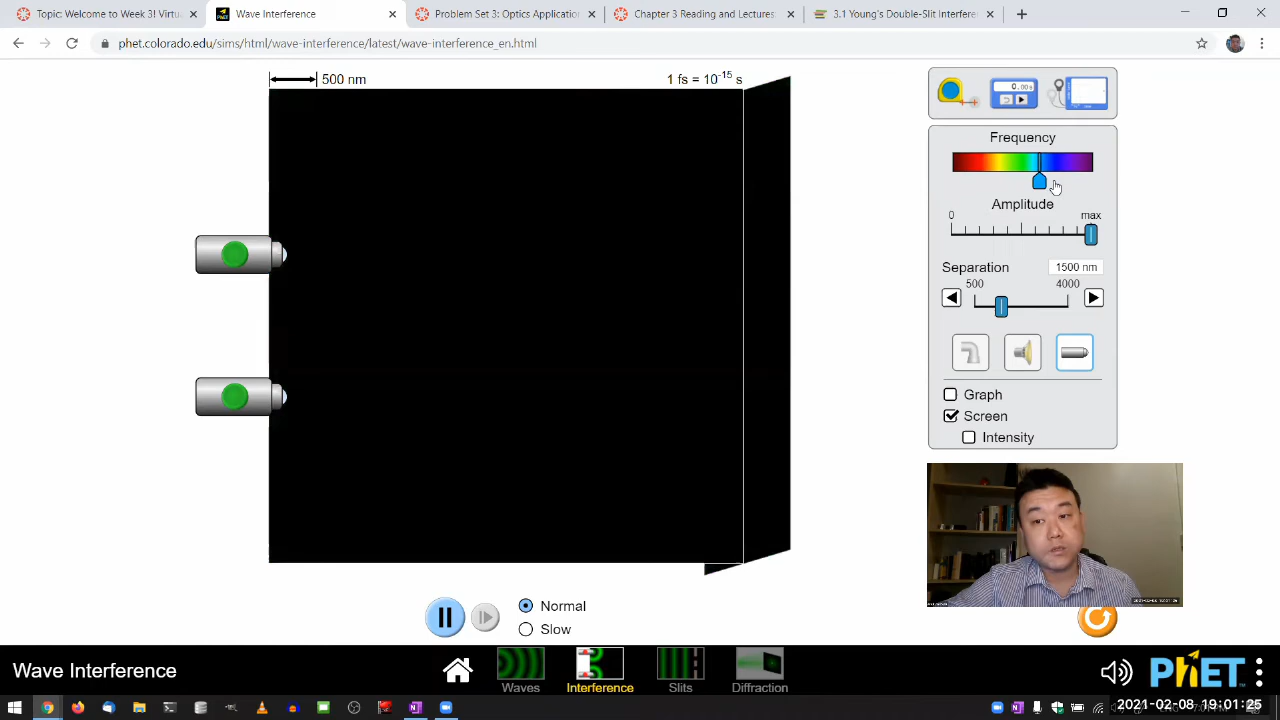 Topic: Welcome to Week 3! Virtu
Wave Interference
Problem Set: Optics Application
Chapter 3 Reading and Lectures:
3.1 Young's Double-Slit Interfere
phet.colorado.edu/sims/html/wave-interference/latest/wave-interference_en.html
500 nm
1 fs = 10⁻¹⁵ s
0.00 s
Frequency
Amplitude
0
max
Separation
1500 nm
500
4000
Graph
Screen
Intensity
Normal
Slow
Wave Interference
Waves
Interference
Slits
Diffraction
PhET
2021-02-08 19:01:25